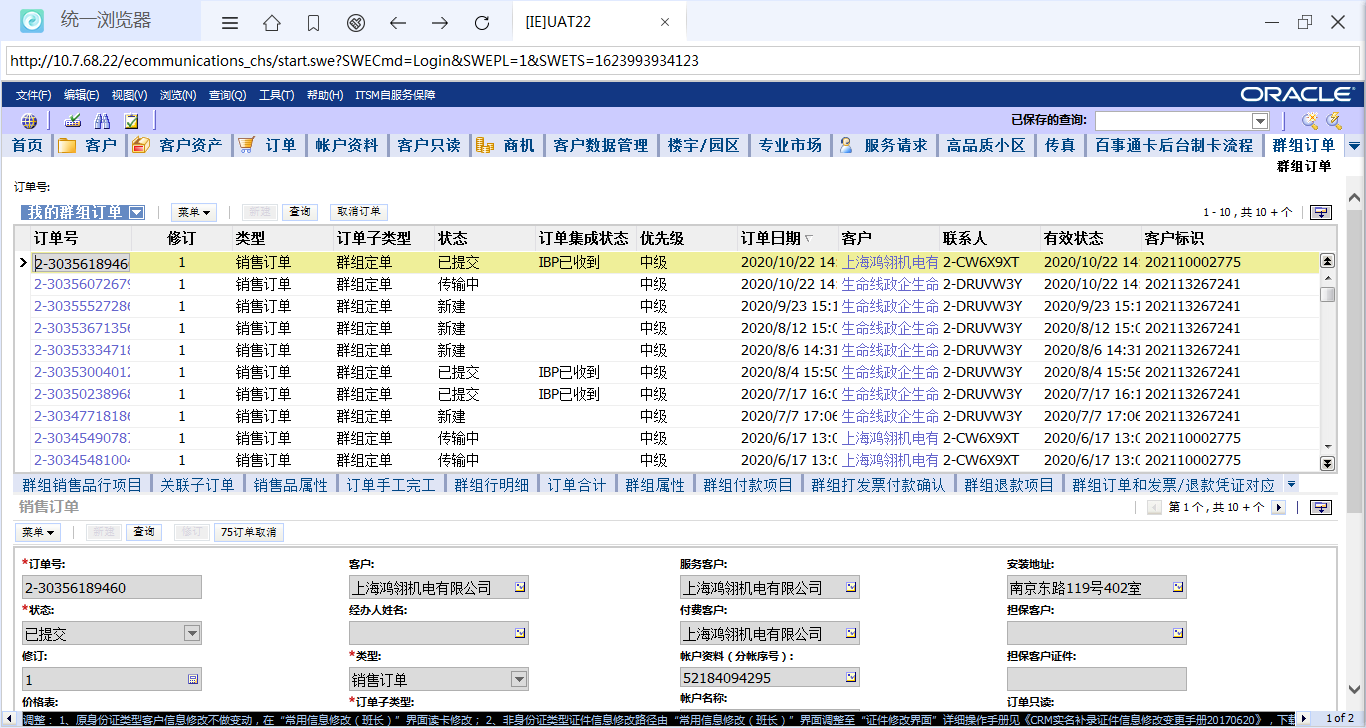 统一浏览器
[IE]UAT22
http://10.7.68.22/ecommunications_chs/start.swe?SWECmd=Login&SWEPL=1&SWETS=1623993934123
文件(F) 编辑(E) 视图(V) 浏览(N) 查询(Q) 工具(T) 帮助(H) ITSM自服务保障 ORACLE
已保存的查询:
首页 客户 客户资产 订单 帐户资料 客户只读 商机 客户数据管理 楼宇/园区 专业市场 服务请求 高品质小区 传真 百事通卡后台制卡流程 群组订单
群组订单
订单号:
我的群组订单 菜单 新建 查询 取消订单 1 - 10 , 共 10 + 个
订单号 修订 类型 订单子类型 状态 订单集成状态 优先级 订单日期 客户 联系人 有效状态 客户标识
2-3035618946 1 销售订单 群组定单 已提交 IBP已收到 中级 2020/10/22 14: 上海鸿翎机电有 2-CW6X9XT 2020/10/22 14: 202110002775
2-3035607267 1 销售订单 群组定单 传输中 中级 2020/10/22 14: 生命线政企生命 2-DRUVW3Y 2020/10/22 14: 202113267241
2-3035552728 1 销售订单 群组定单 新建 中级 2020/9/23 15:1 生命线政企生命 2-DRUVW3Y 2020/9/23 15:1 202113267241
2-3035367135 1 销售订单 群组定单 新建 中级 2020/8/12 15:0 生命线政企生命 2-DRUVW3Y 2020/8/12 15:0 202113267241
2-3035333471 1 销售订单 群组定单 新建 中级 2020/8/6 14:31 生命线政企生命 2-DRUVW3Y 2020/8/6 14:31 202113267241
2-3035300401 1 销售订单 群组定单 已提交 IBP已收到 中级 2020/8/4 15:50 生命线政企生命 2-DRUVW3Y 2020/8/4 15:56 202113267241
2-3035023896 1 销售订单 群组定单 已提交 IBP已收到 中级 2020/7/17 16:0 生命线政企生命 2-DRUVW3Y 2020/7/17 16:1 202113267241
2-3034771818 1 销售订单 群组定单 新建 中级 2020/7/7 17:06 生命线政企生命 2-DRUVW3Y 2020/7/7 17:06 202113267241
2-3034549078 1 销售订单 群组定单 传输中 中级 2020/6/17 13:0 上海鸿翎机电有 2-CW6X9XT 2020/6/17 13:0 202110002775
2-3034548100 1 销售订单 群组定单 传输中 中级 2020/6/17 13:0 上海鸿翎机电有 2-CW6X9XT 2020/6/17 13:0 202110002775
群组销售品行项目 关联子订单 销售品属性 订单手工完工 群组行明细 订单合计 群组属性 群组付款项目 群组打发票付款确认 群组退款项目 群组订单和发票/退款凭证对应
销售订单 第 1 个 , 共 10 + 个
菜单 新建 查询 修订 75订单取消
*订单号: 客户: 服务客户: 安装地址:
2-30356189460 上海鸿翎机电有限公司 上海鸿翎机电有限公司 南京东路119号402室
*状态: 经办人姓名: 付费客户: 担保客户:
已提交 上海鸿翎机电有限公司
修订: *类型: 帐户资料（分帐序号）: 担保客户证件:
1 销售订单 52184094295
价格表: *订单子类型: 帐户名称: 订单只读:
调整： 1、原身份证类型客户信息修改不做变动，在“常用信息修改（班长）”界面读卡修改； 2、非身份证类型证件信息修改路径由“常用信息修改（班长）”界面调整至“证件修改界面”详细操作手册见《CRM实名补录证件信息修改变更手册20170620》，下载 1 of 2